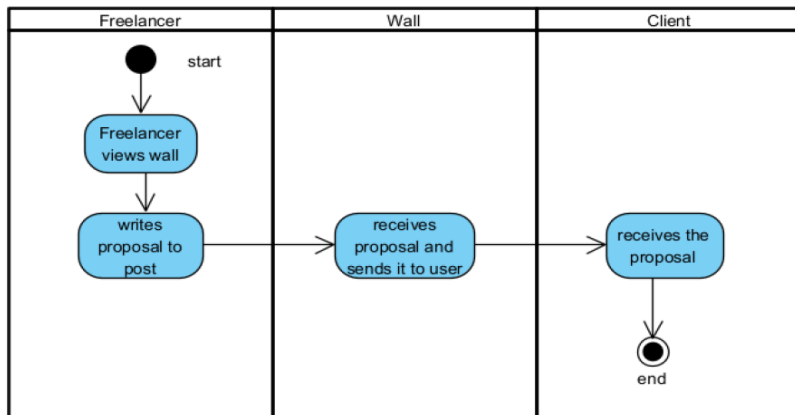 Freelancer
Wall
Client
start
Freelancer
views wall
writes
proposal to
post
receives
proposal and
sends it to user
receives the
proposal
end